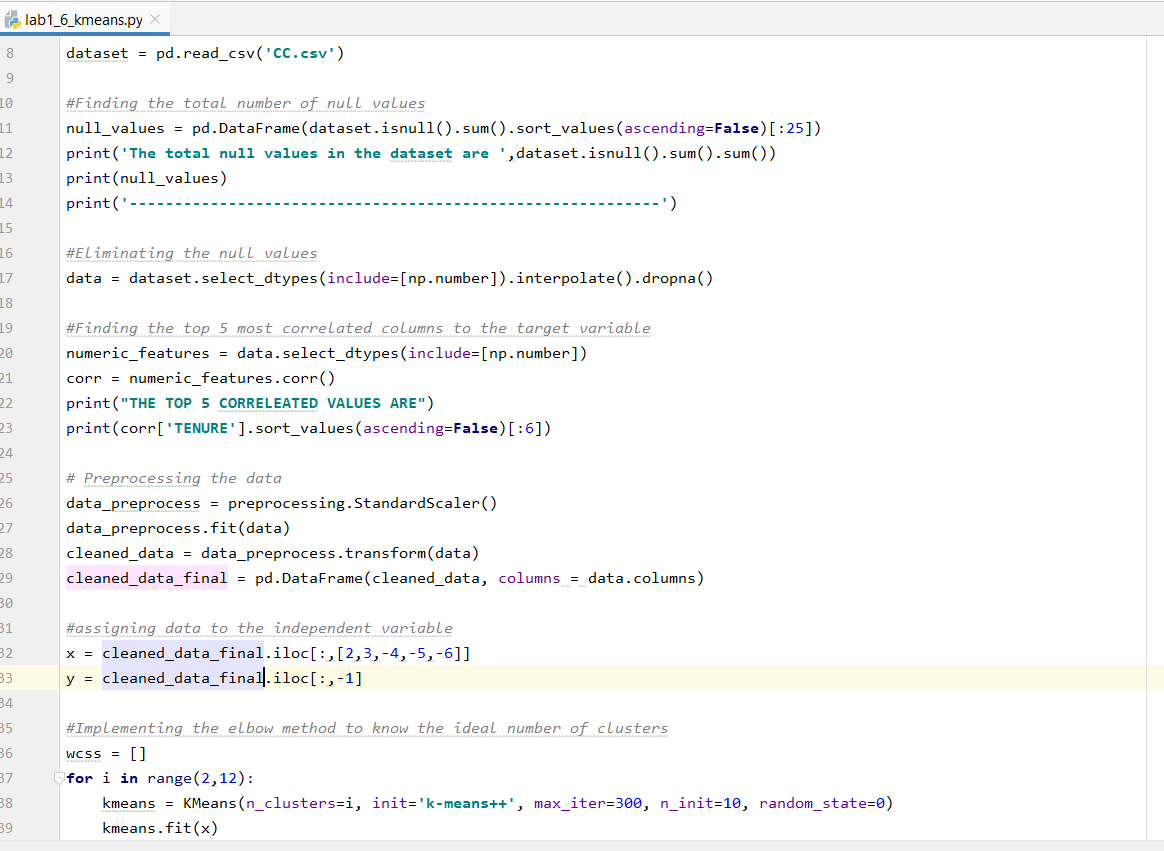 lab1_6_kmeans.py
8 dataset = pd.read_csv('CC.csv')
9
10 #Finding the total number of null values
11 null_values = pd.DataFrame(dataset.isnull().sum().sort_values(ascending=False)[:25])
12 print('The total null values in the dataset are ',dataset.isnull().sum().sum())
13 print(null_values)
14 print('-----------------------------------------------------------')
15
16 #Eliminating the null values
17 data = dataset.select_dtypes(include=[np.number]).interpolate().dropna()
18
19 #Finding the top 5 most correlated columns to the target variable
20 numeric_features = data.select_dtypes(include=[np.number])
21 corr = numeric_features.corr()
22 print("THE TOP 5 CORRELEATED VALUES ARE")
23 print(corr['TENURE'].sort_values(ascending=False)[:6])
24
25 # Preprocessing the data
26 data_preprocess = preprocessing.StandardScaler()
27 data_preprocess.fit(data)
28 cleaned_data = data_preprocess.transform(data)
29 cleaned_data_final = pd.DataFrame(cleaned_data, columns = data.columns)
30
31 #assigning data to the independent variable
32 x = cleaned_data_final.iloc[:,[2,3,-4,-5,-6]]
33 y = cleaned_data_final.iloc[:,-1]
34
35 #Implementing the elbow method to know the ideal number of clusters
36 wcss = []
37 for i in range(2,12):
38     kmeans = KMeans(n_clusters=i, init='k-means++', max_iter=300, n_init=10, random_state=0)
39     kmeans.fit(x)